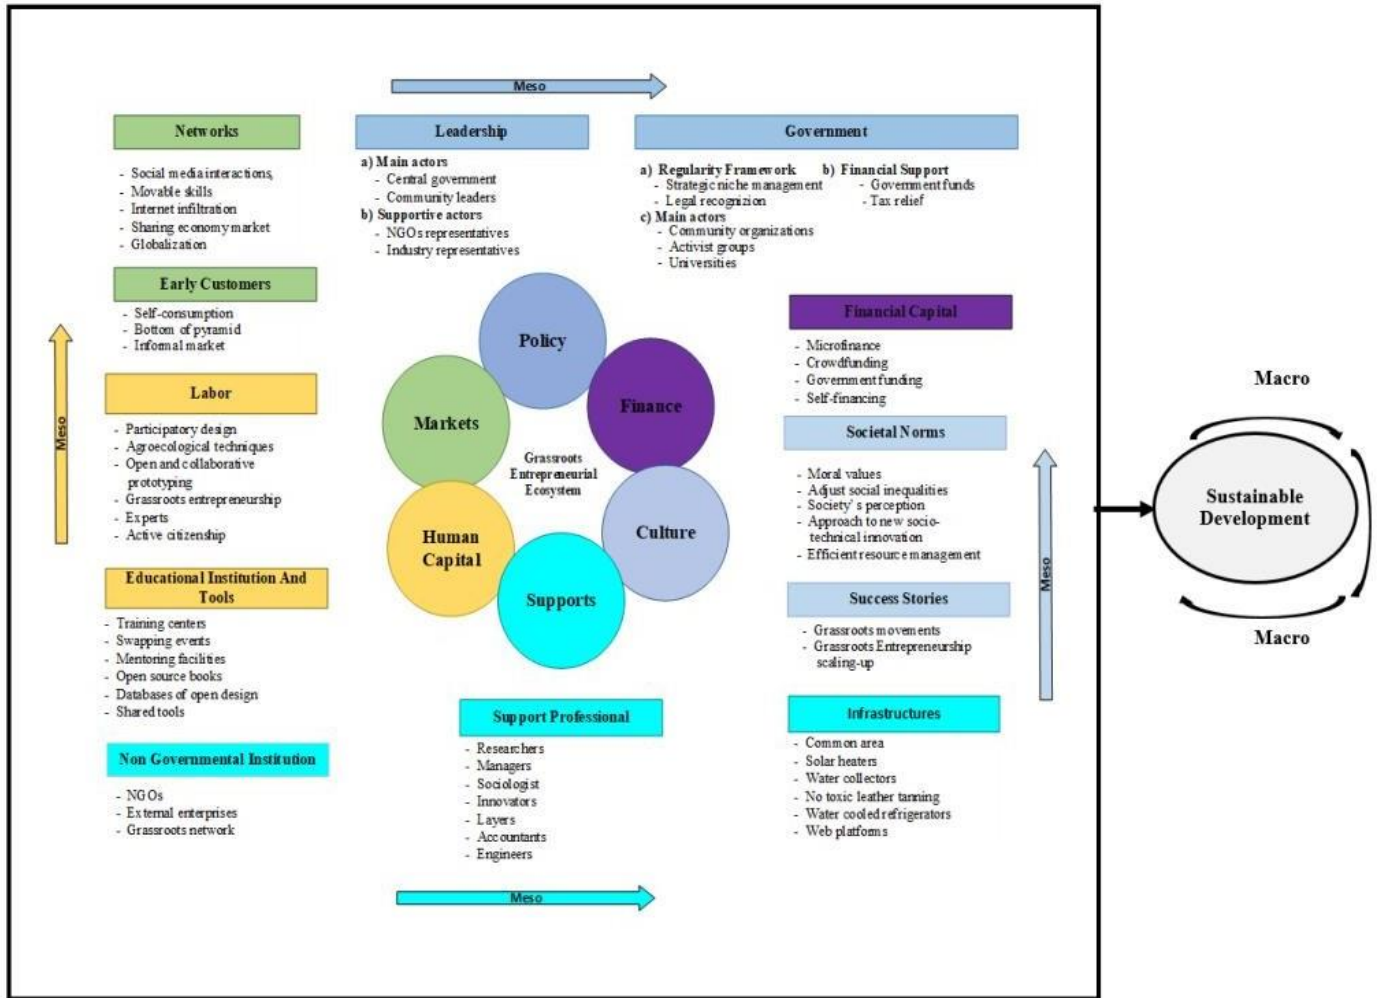 Meso
Networks
- Social media interactions,
- Movable skills
- Internet infiltration
- Sharing economy market
- Globalization
Leadership
a) Main actors
- Central government
- Community leaders
b) Supportive actors
- NGOs representatives
- Industry representatives
Government
a) Regularity Framework
- Strategic niche management
- Legal recognizion
b) Financial Support
- Government funds
- Tax relief
c) Main actors
- Community organizations
- Activist groups
- Universities
Early Customers
- Self-consumption
- Bottom of pyramid
- Informal market
Meso
Labor
- Participatory design
- Agroecological techniques
- Open and collaborative
prototyping
- Grassroots entrepreneurship
- Experts
- Active citizenship
Educational Institution And
Tools
- Training centers
- Swapping events
- Mentoring facilities
- Open source books
- Databases of open design
- Shared tools
Non Governmental Institution
- NGOs
- External enterprises
- Grassroots network
Policy
Finance
Markets
Grassroots
Entrepreneurial
Ecosystem
Culture
Human
Capital
Supports
Support Professional
- Researchers
- Managers
- Sociologist
- Innovators
- Layers
- Accountants
- Engineers
Meso
Financial Capital
- Microfinance
- Crowdfunding
- Government funding
- Self-financing
Societal Norms
- Moral values
- Adjust social inequalities
- Society's perception
- Approach to new socio-
technical innovation
- Efficient resource management
Success Stories
- Grassroots movements
- Grassroots Entrepreneurship
scaling-up
Meso
Infrastructures
- Common area
- Solar heaters
- Water collectors
- No toxic leather tanning
- Water cooled refrigerators
- Web platforms
Macro
Sustainable
Development
Macro